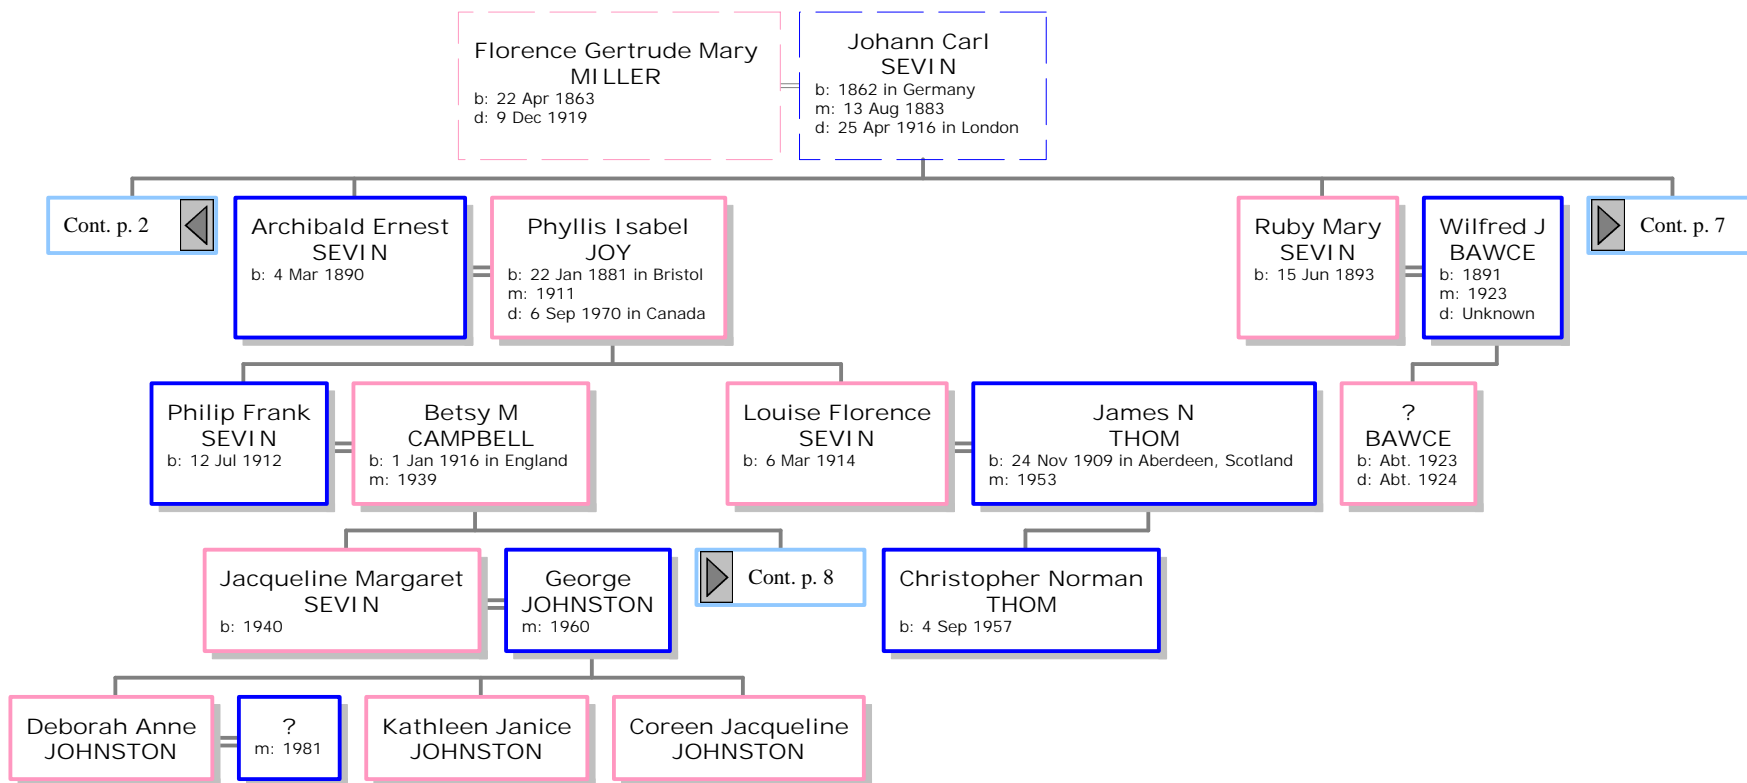 Florence Gertrude Mary
MILLER
b: 22 Apr 1863
d: 9 Dec 1919
Johann Carl
SEVIN
b: 1862 in Germany
m: 13 Aug 1883
d: 25 Apr 1916 in London
Cont. p. 2
Archibald Ernest
SEVIN
b: 4 Mar 1890
Phyllis Isabel
JOY
b: 22 Jan 1881 in Bristol
m: 1911
d: 6 Sep 1970 in Canada
Ruby Mary
SEVIN
b: 15 Jun 1893
Wilfred J
BAWCE
b: 1891
m: 1923
d: Unknown
Cont. p. 7
Philip Frank
SEVIN
b: 12 Jul 1912
Betsy M
CAMPBELL
b: 1 Jan 1916 in England
m: 1939
Louise Florence
SEVIN
b: 6 Mar 1914
James N
THOM
b: 24 Nov 1909 in Aberdeen, Scotland
m: 1953
?
BAWCE
b: Abt. 1923
d: Abt. 1924
Jacqueline Margaret
SEVIN
b: 1940
George
JOHNSTON
m: 1960
Cont. p. 8
Christopher Norman
THOM
b: 4 Sep 1957
Deborah Anne
JOHNSTON
?
m: 1981
Kathleen Janice
JOHNSTON
Coreen Jacqueline
JOHNSTON